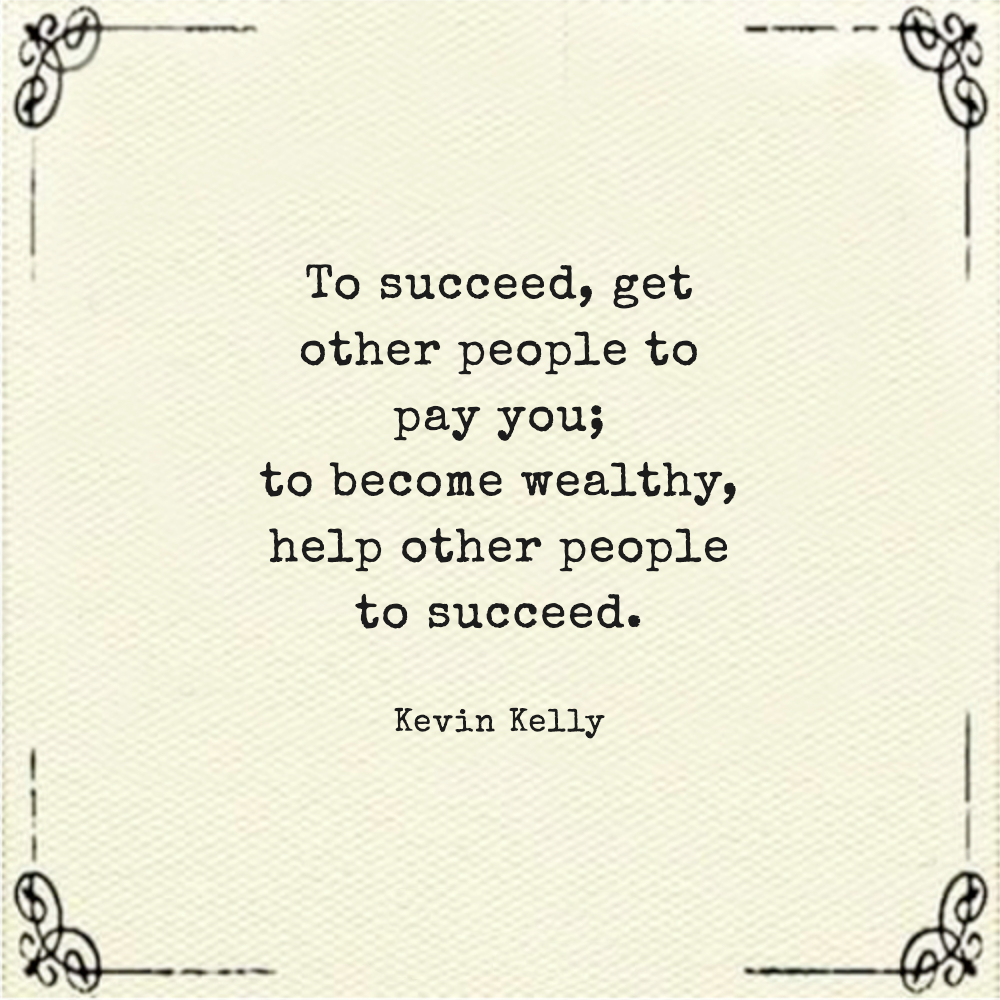 To succeed, get
other people to
pay you;
to become wealthy,
help other people
to succeed.
Kevin Kelly